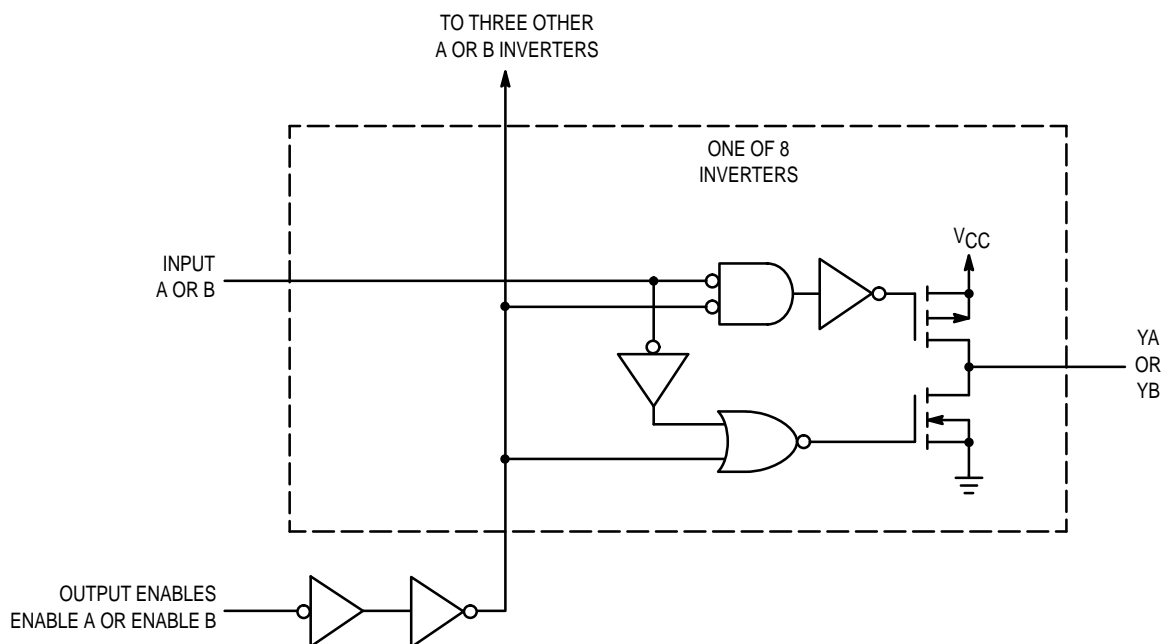 TO THREE OTHER
A OR B INVERTERS
ONE OF 8
INVERTERS
VCC
INPUT
A OR B
YA
OR
YB
OUTPUT ENABLES
ENABLE A OR ENABLE B